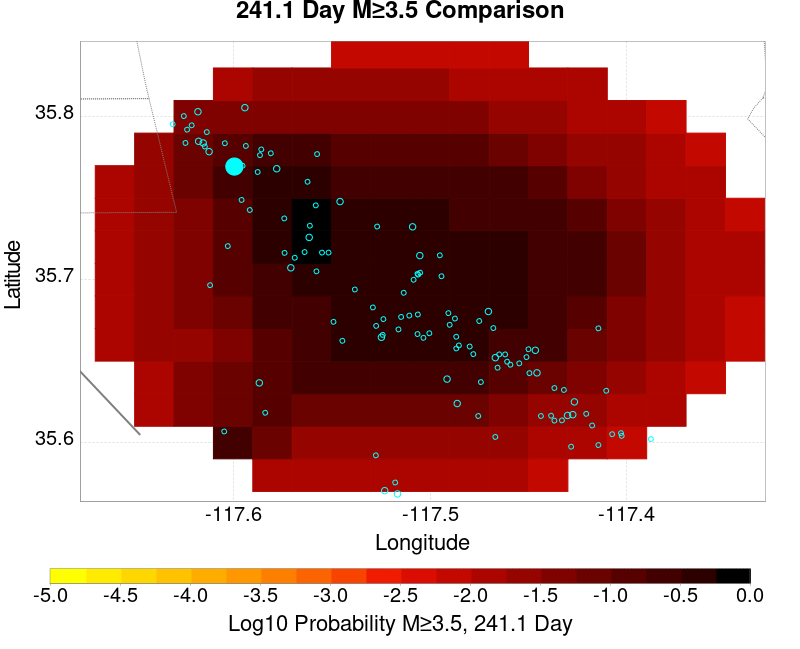 241.1 Day M≥3.5 Comparison
35.8
35.7
35.6
Latitude
-117.6 -117.5 -117.4
Longitude
-5.0 -4.5 -4.0 -3.5 -3.0 -2.5 -2.0 -1.5 -1.0 -0.5 0.0
Log10 Probability M≥3.5, 241.1 Day